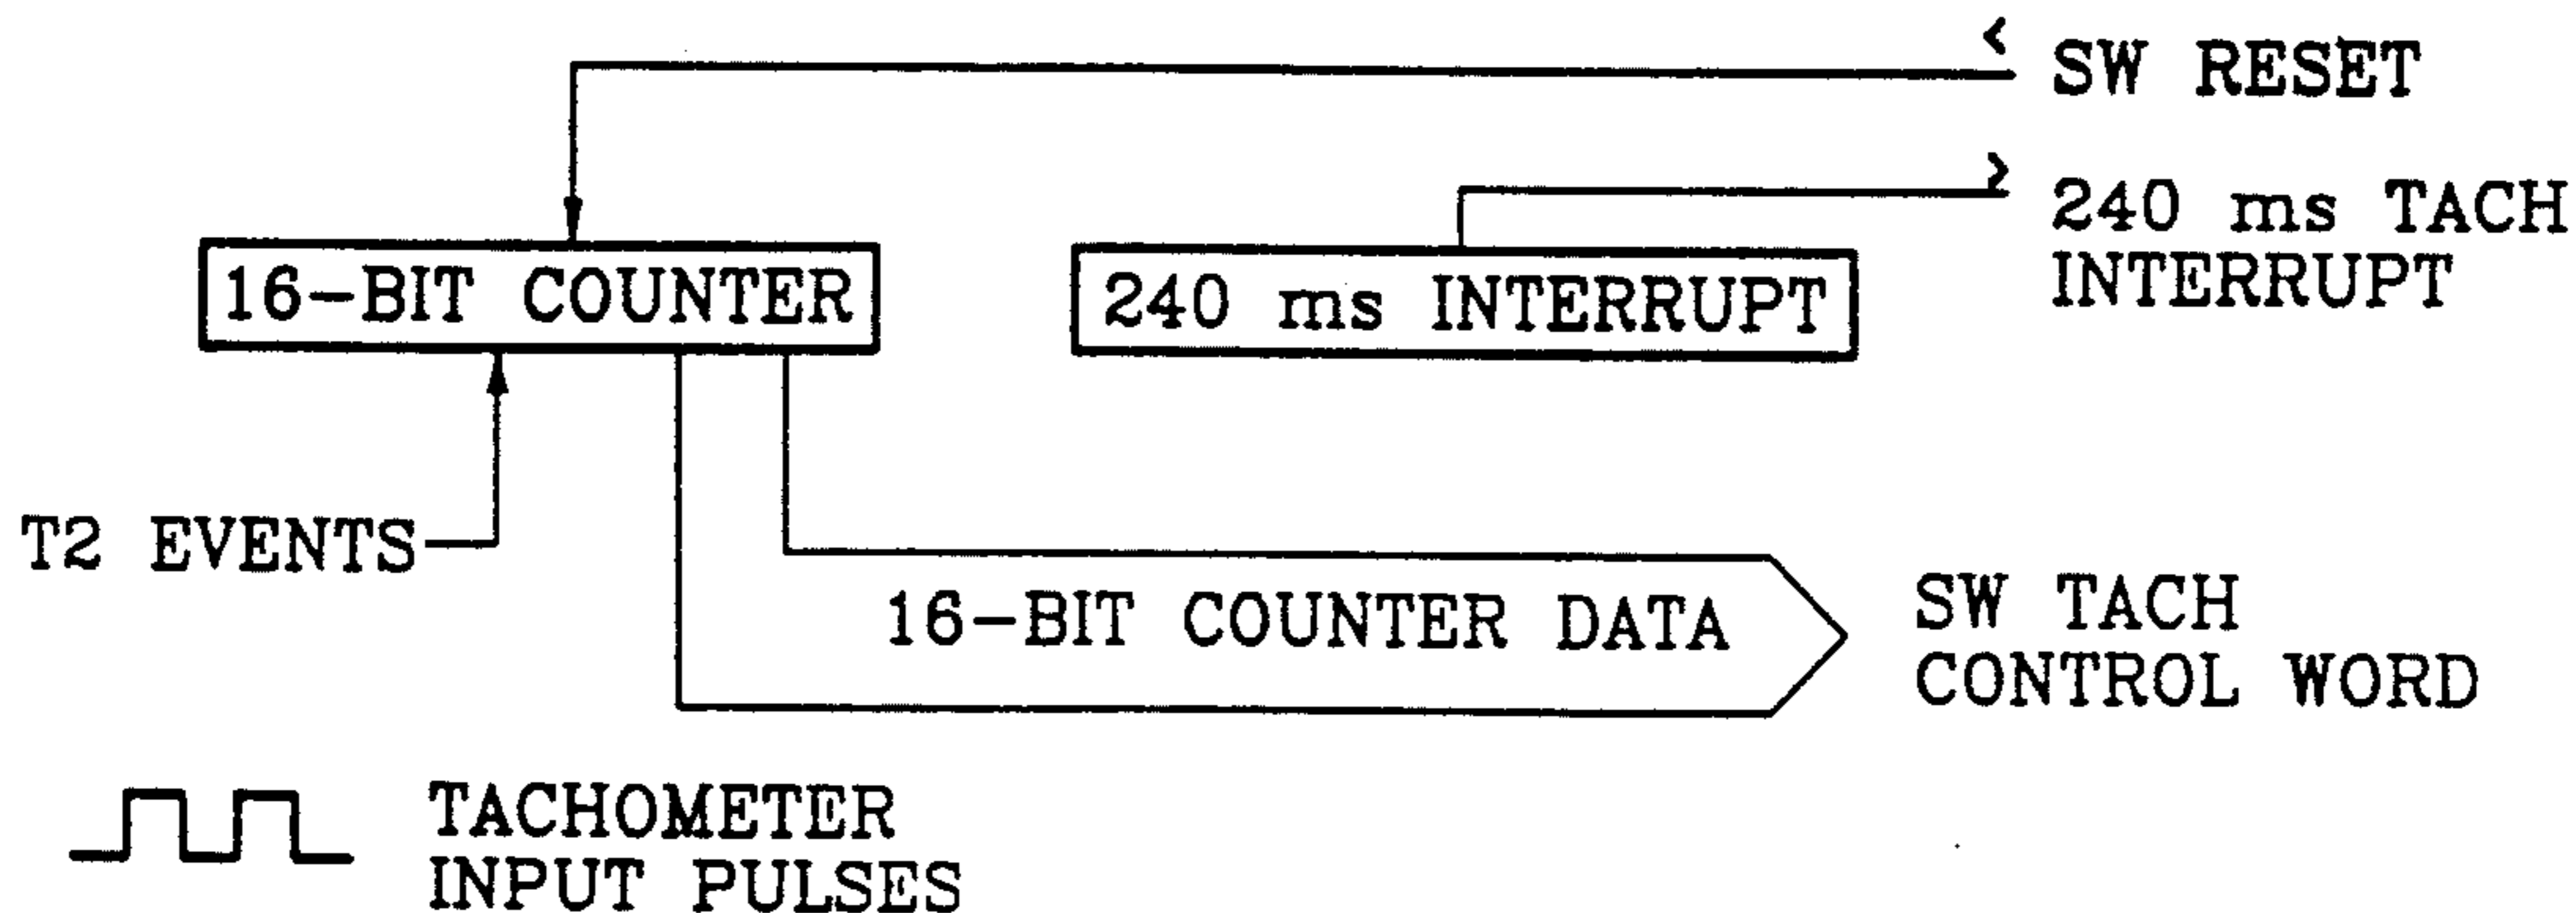 SW RESET
240 ms TACH
INTERRUPT
16-BIT COUNTER
240 ms INTERRUPT
T2 EVENTS
16-BIT COUNTER DATA
SW TACH
CONTROL WORD
TACHOMETER
INPUT PULSES